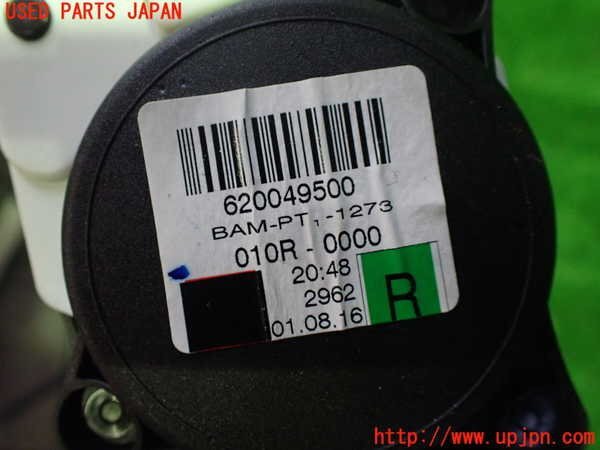 USED PARTS JAPAN
620049500
BAM-PT1-1273
010R-0000
20:48
2962
01.08.16
R
http://www.upjpn.com/